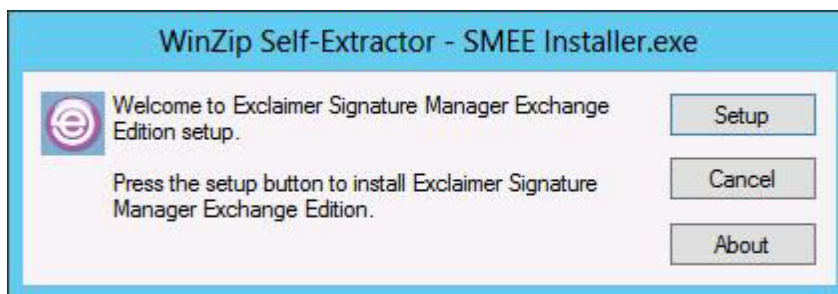 WinZip Self-Extractor - SMEE Installer.exe
Welcome to Exclaimer Signature Manager Exchange
Edition setup.
Press the setup button to install Exclaimer Signature
Manager Exchange Edition.
Setup
Cancel
About